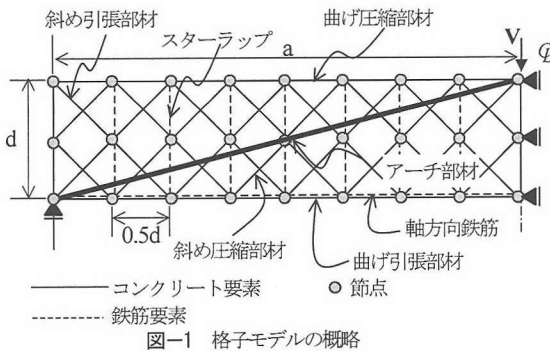 斜め引張部材
スターラップ
a
曲げ圧縮部材
V
℄
d
アーチ部材
0.5d
斜め圧縮部材
軸方向鉄筋
曲げ引張部材
コンクリート要素
節点
鉄筋要素
図−1 格子モデルの概略